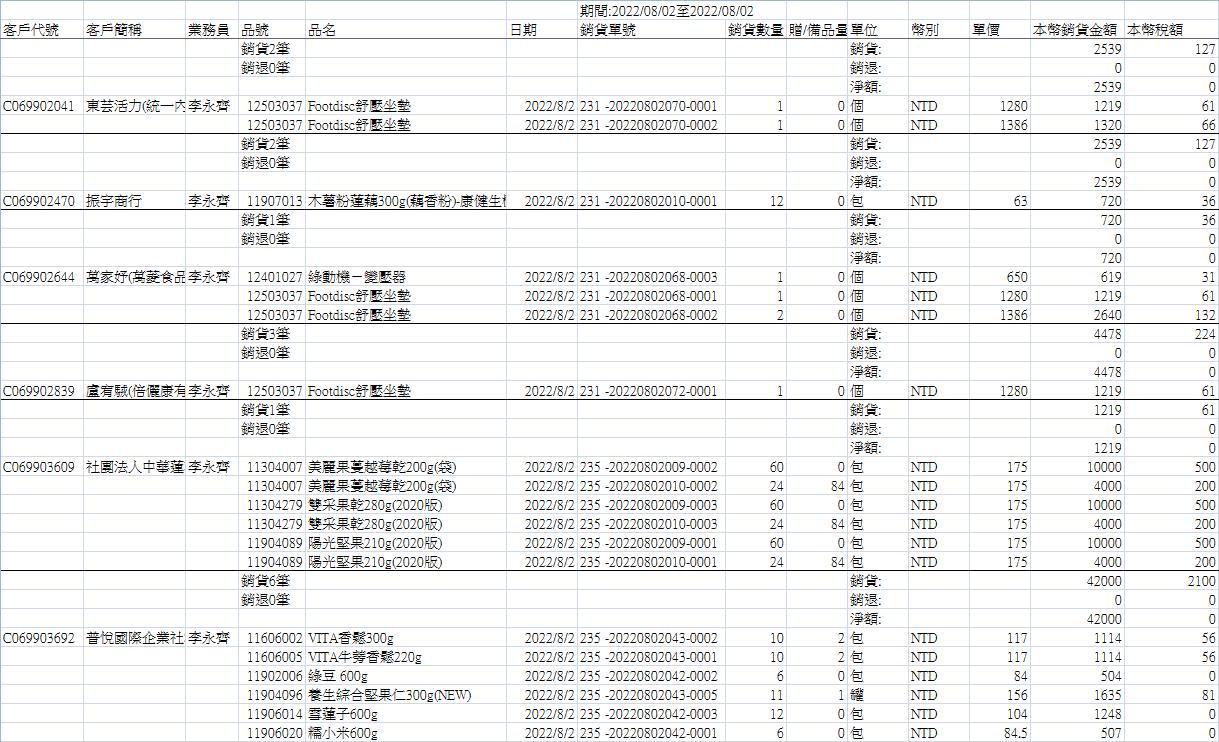 期間:2022/08/02至2022/08/02
客戶代號 客戶簡稱 業務員 品號 品名 日期 銷貨單號 銷貨數量 贈/備品量 單位 幣別 單價 本幣銷貨金額 本幣稅額
銷貨2筆 銷貨: 2539 127
銷退0筆 銷退: 0 0
淨額: 2539 0
C069902041 東芸活力(統一內 李永齊 12503037 Footdisc舒壓坐墊 2022/8/2 231 -20220802070-0001 1 0 個 NTD 1280 1219 61
12503037 Footdisc舒壓坐墊 2022/8/2 231 -20220802070-0002 1 0 個 NTD 1386 1320 66
銷貨2筆 銷貨: 2539 127
銷退0筆 銷退: 0 0
淨額: 2539 0
C069902470 振宇商行 李永齊 11907013 木薯粉蓮藕300g(藕香粉)-康健生機 2022/8/2 231 -20220802010-0001 12 0 包 NTD 63 720 36
銷貨1筆 銷貨: 720 36
銷退0筆 銷退: 0 0
淨額: 720 0
C069902644 萬家妤(萬菱食品 李永齊 12401027 綠動機－變壓器 2022/8/2 231 -20220802068-0003 1 0 個 NTD 650 619 31
12503037 Footdisc舒壓坐墊 2022/8/2 231 -20220802068-0001 1 0 個 NTD 1280 1219 61
12503037 Footdisc舒壓坐墊 2022/8/2 231 -20220802068-0002 2 0 個 NTD 1386 2640 132
銷貨3筆 銷貨: 4478 224
銷退0筆 銷退: 0 0
淨額: 4478 0
C069902839 盧宥駥(倍儷康有 李永齊 12503037 Footdisc舒壓坐墊 2022/8/2 231 -20220802072-0001 1 0 個 NTD 1280 1219 61
銷貨1筆 銷貨: 1219 61
銷退0筆 銷退: 0 0
淨額: 1219 0
C069903609 社團法人中華蓮 李永齊 11304007 美麗果蔓越莓乾200g(袋) 2022/8/2 235 -20220802009-0002 60 0 包 NTD 175 10000 500
11304007 美麗果蔓越莓乾200g(袋) 2022/8/2 235 -20220802010-0002 24 84 包 NTD 175 4000 200
11304279 雙采果乾280g(2020版) 2022/8/2 235 -20220802009-0003 60 0 包 NTD 175 10000 500
11304279 雙采果乾280g(2020版) 2022/8/2 235 -20220802010-0003 24 84 包 NTD 175 4000 200
11904089 陽光堅果210g(2020版) 2022/8/2 235 -20220802009-0001 60 0 包 NTD 175 10000 500
11904089 陽光堅果210g(2020版) 2022/8/2 235 -20220802010-0001 24 84 包 NTD 175 4000 200
銷貨6筆 銷貨: 42000 2100
銷退0筆 銷退: 0 0
淨額: 42000 0
C069903692 普悅國際企業社 李永齊 11606002 VITA香鬆300g 2022/8/2 235 -20220802043-0002 10 2 包 NTD 117 1114 56
11606005 VITA牛蒡香鬆220g 2022/8/2 235 -20220802043-0001 10 2 包 NTD 117 1114 56
11902006 綠豆 600g 2022/8/2 235 -20220802042-0002 6 0 包 NTD 84 504 0
11904096 養生綜合堅果仁300g(NEW) 2022/8/2 235 -20220802043-0005 11 1 罐 NTD 156 1635 81
11906014 雪蓮子600g 2022/8/2 235 -20220802042-0003 12 0 包 NTD 104 1248 0
11906020 糯小米600g 2022/8/2 235 -20220802042-0001 6 0 包 NTD 84.5 507 0